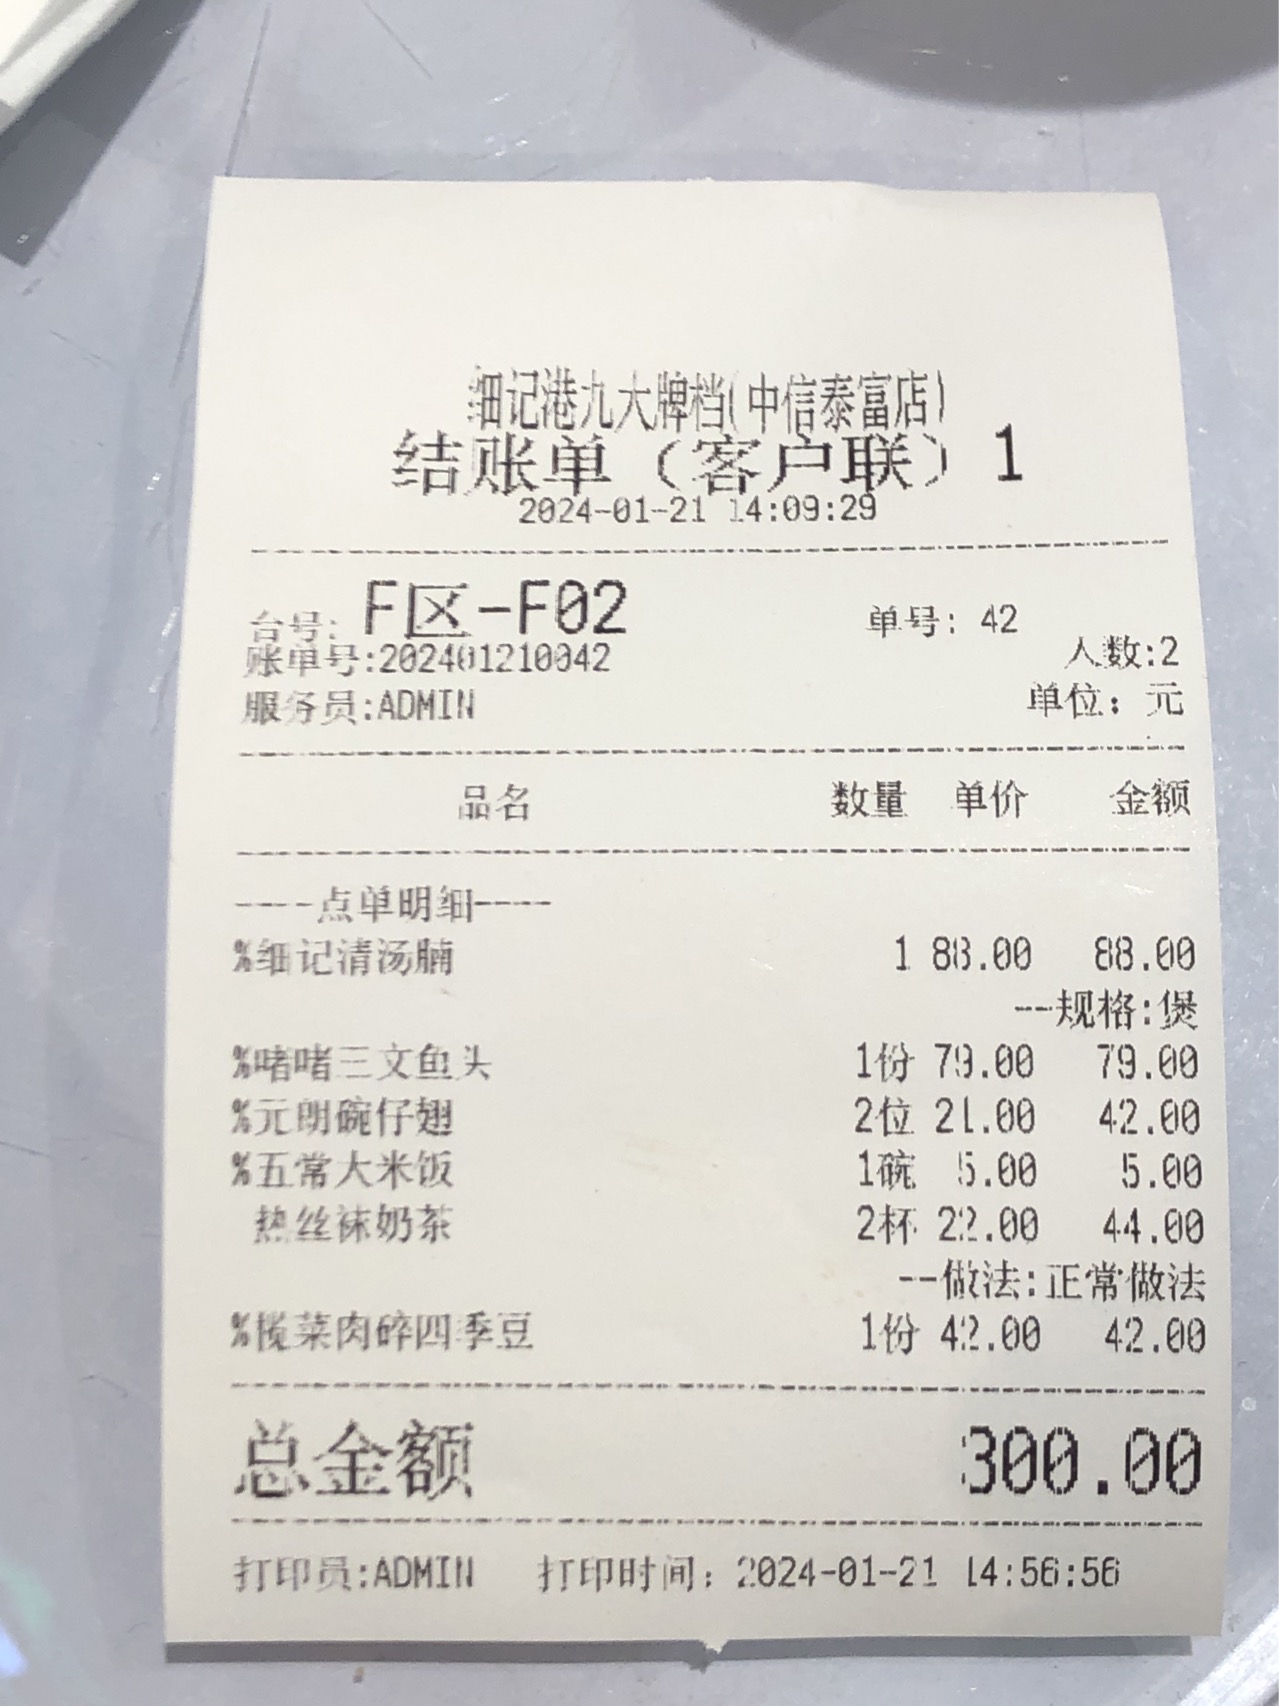 细记港九大牌档(中信泰富店)
结账单（客户联）1
2024-01-21 14:09:29
台号: F区-F02 单号: 42
账单号:202401210042 人数:2
服务员:ADMIN 单位：元
品名 数量 单价 金额
----点单明细----
%细记清汤腩 1 88.00 88.00
--规格:煲
%啫啫三文鱼头 1份 79.00 79.00
%元朗碗仔翅 2位 21.00 42.00
%五常大米饭 1碗 5.00 5.00
热丝袜奶茶 2杯 22.00 44.00
--做法:正常做法
%榄菜肉碎四季豆 1份 42.00 42.00
总金额 300.00
打印员:ADMIN 打印时间：2024-01-21 14:56:56